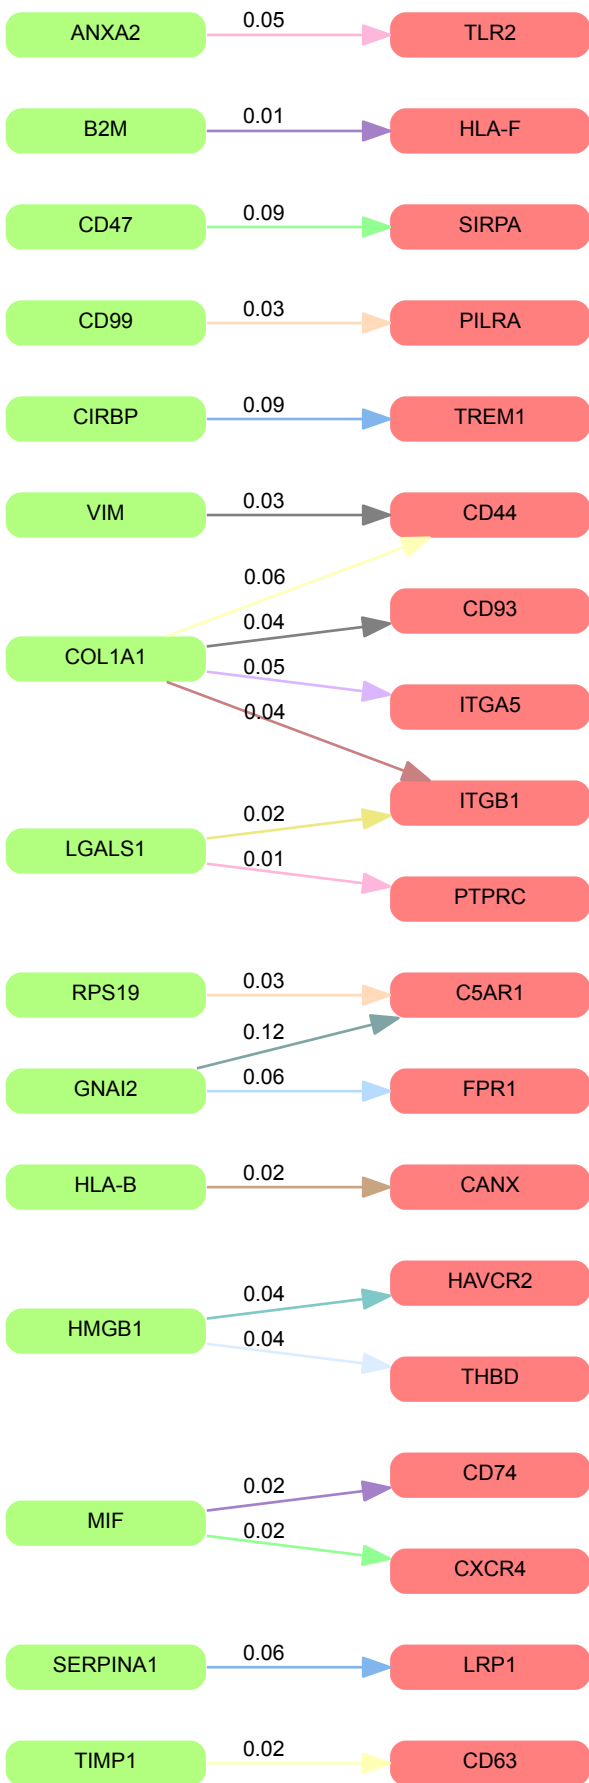 ANXA2 0.05 TLR2
B2M 0.01 HLA-F
CD47 0.09 SIRPA
CD99 0.03 PILRA
CIRBP 0.09 TREM1
VIM 0.03 CD44
0.06
CD93
0.04
COL1A1
0.05
ITGA5
0.04
ITGB1
0.02
LGALS1
0.01
PTPRC
RPS19 0.03 C5AR1
0.12
GNAI2 0.06 FPR1
HLA-B 0.02 CANX
HAVCR2
0.04
HMGB1
0.04
THBD
CD74
0.02
MIF
0.02
CXCR4
SERPINA1 0.06 LRP1
TIMP1 0.02 CD63